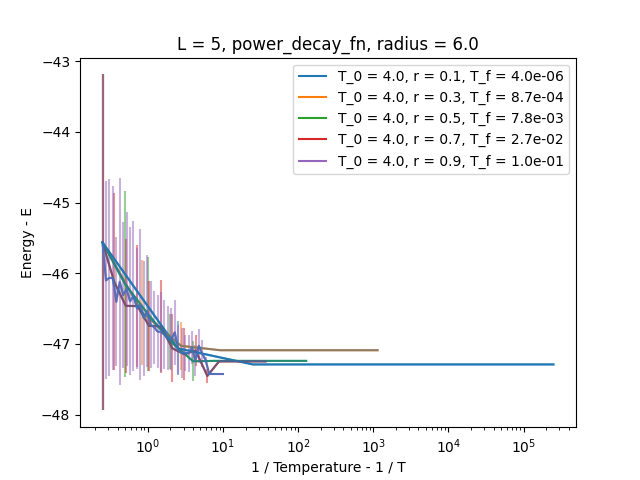 L = 5, power_decay_fn, radius = 6.0
T_0 = 4.0, r = 0.1, T_f = 4.0e-06
T_0 = 4.0, r = 0.3, T_f = 8.7e-04
T_0 = 4.0, r = 0.5, T_f = 7.8e-03
T_0 = 4.0, r = 0.7, T_f = 2.7e-02
T_0 = 4.0, r = 0.9, T_f = 1.0e-01
Energy - E
−43
−44
−45
−46
−47
−48
10⁰ 10¹ 10² 10³ 10⁴ 10⁵
1 / Temperature - 1 / T